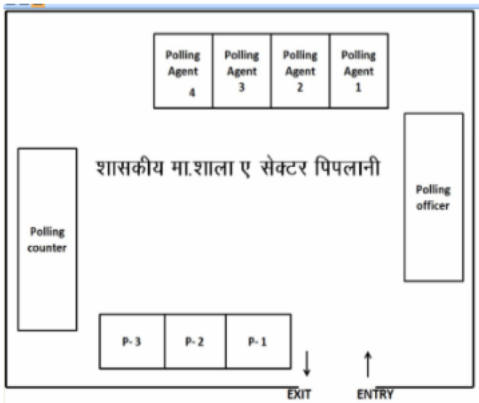 Polling Agent 4
Polling Agent 3
Polling Agent 2
Polling Agent 1
शासकीय मा.शाला ए सेक्टर पिपलानी
Polling officer
Polling counter
P-3
P-2
P-1
EXIT
ENTRY